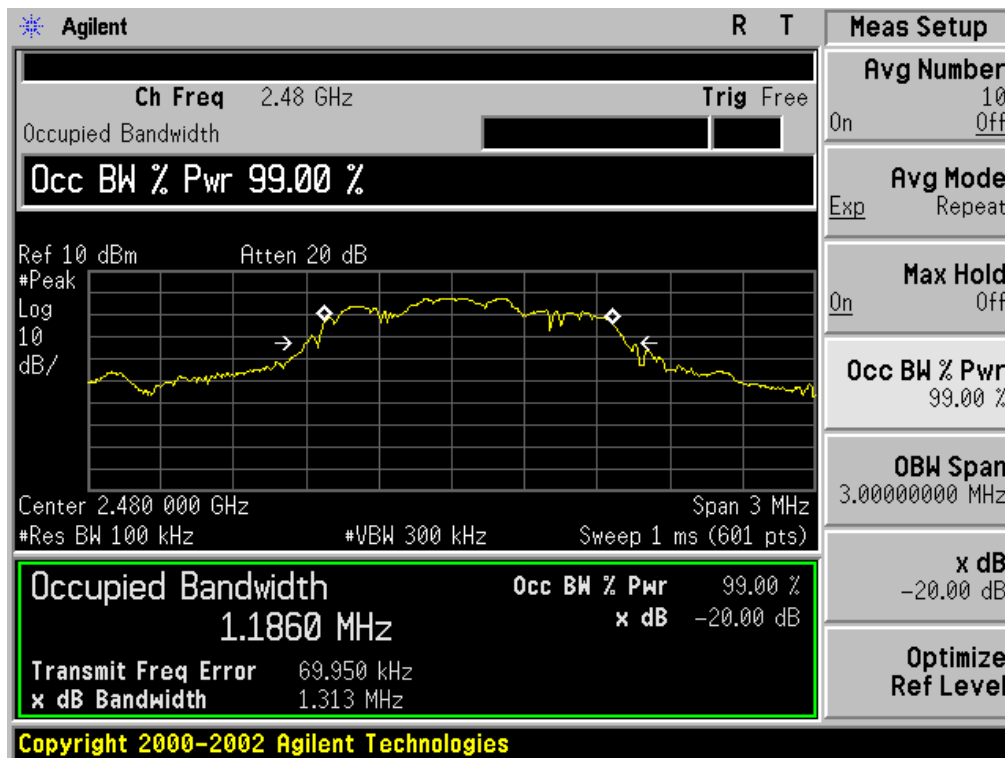 Agilent R T
Ch Freq 2.48 GHz Trig Free
Occupied Bandwidth
Occ BW % Pwr 99.00 %
Ref 10 dBm Atten 20 dB
#Peak
Log
10
dB/
Center 2.480 000 GHz Span 3 MHz
#Res BW 100 kHz #VBW 300 kHz Sweep 1 ms (601 pts)
Occupied Bandwidth Occ BW % Pwr 99.00 %
1.1860 MHz x dB -20.00 dB
Transmit Freq Error 69.950 kHz
x dB Bandwidth 1.313 MHz
Copyright 2000-2002 Agilent Technologies
Meas Setup
Avg Number
10
On Off
Avg Mode
Exp Repeat
Max Hold
On Off
Occ BW % Pwr
99.00 %
OBW Span
3.00000000 MHz
x dB
-20.00 dB
Optimize
Ref Level